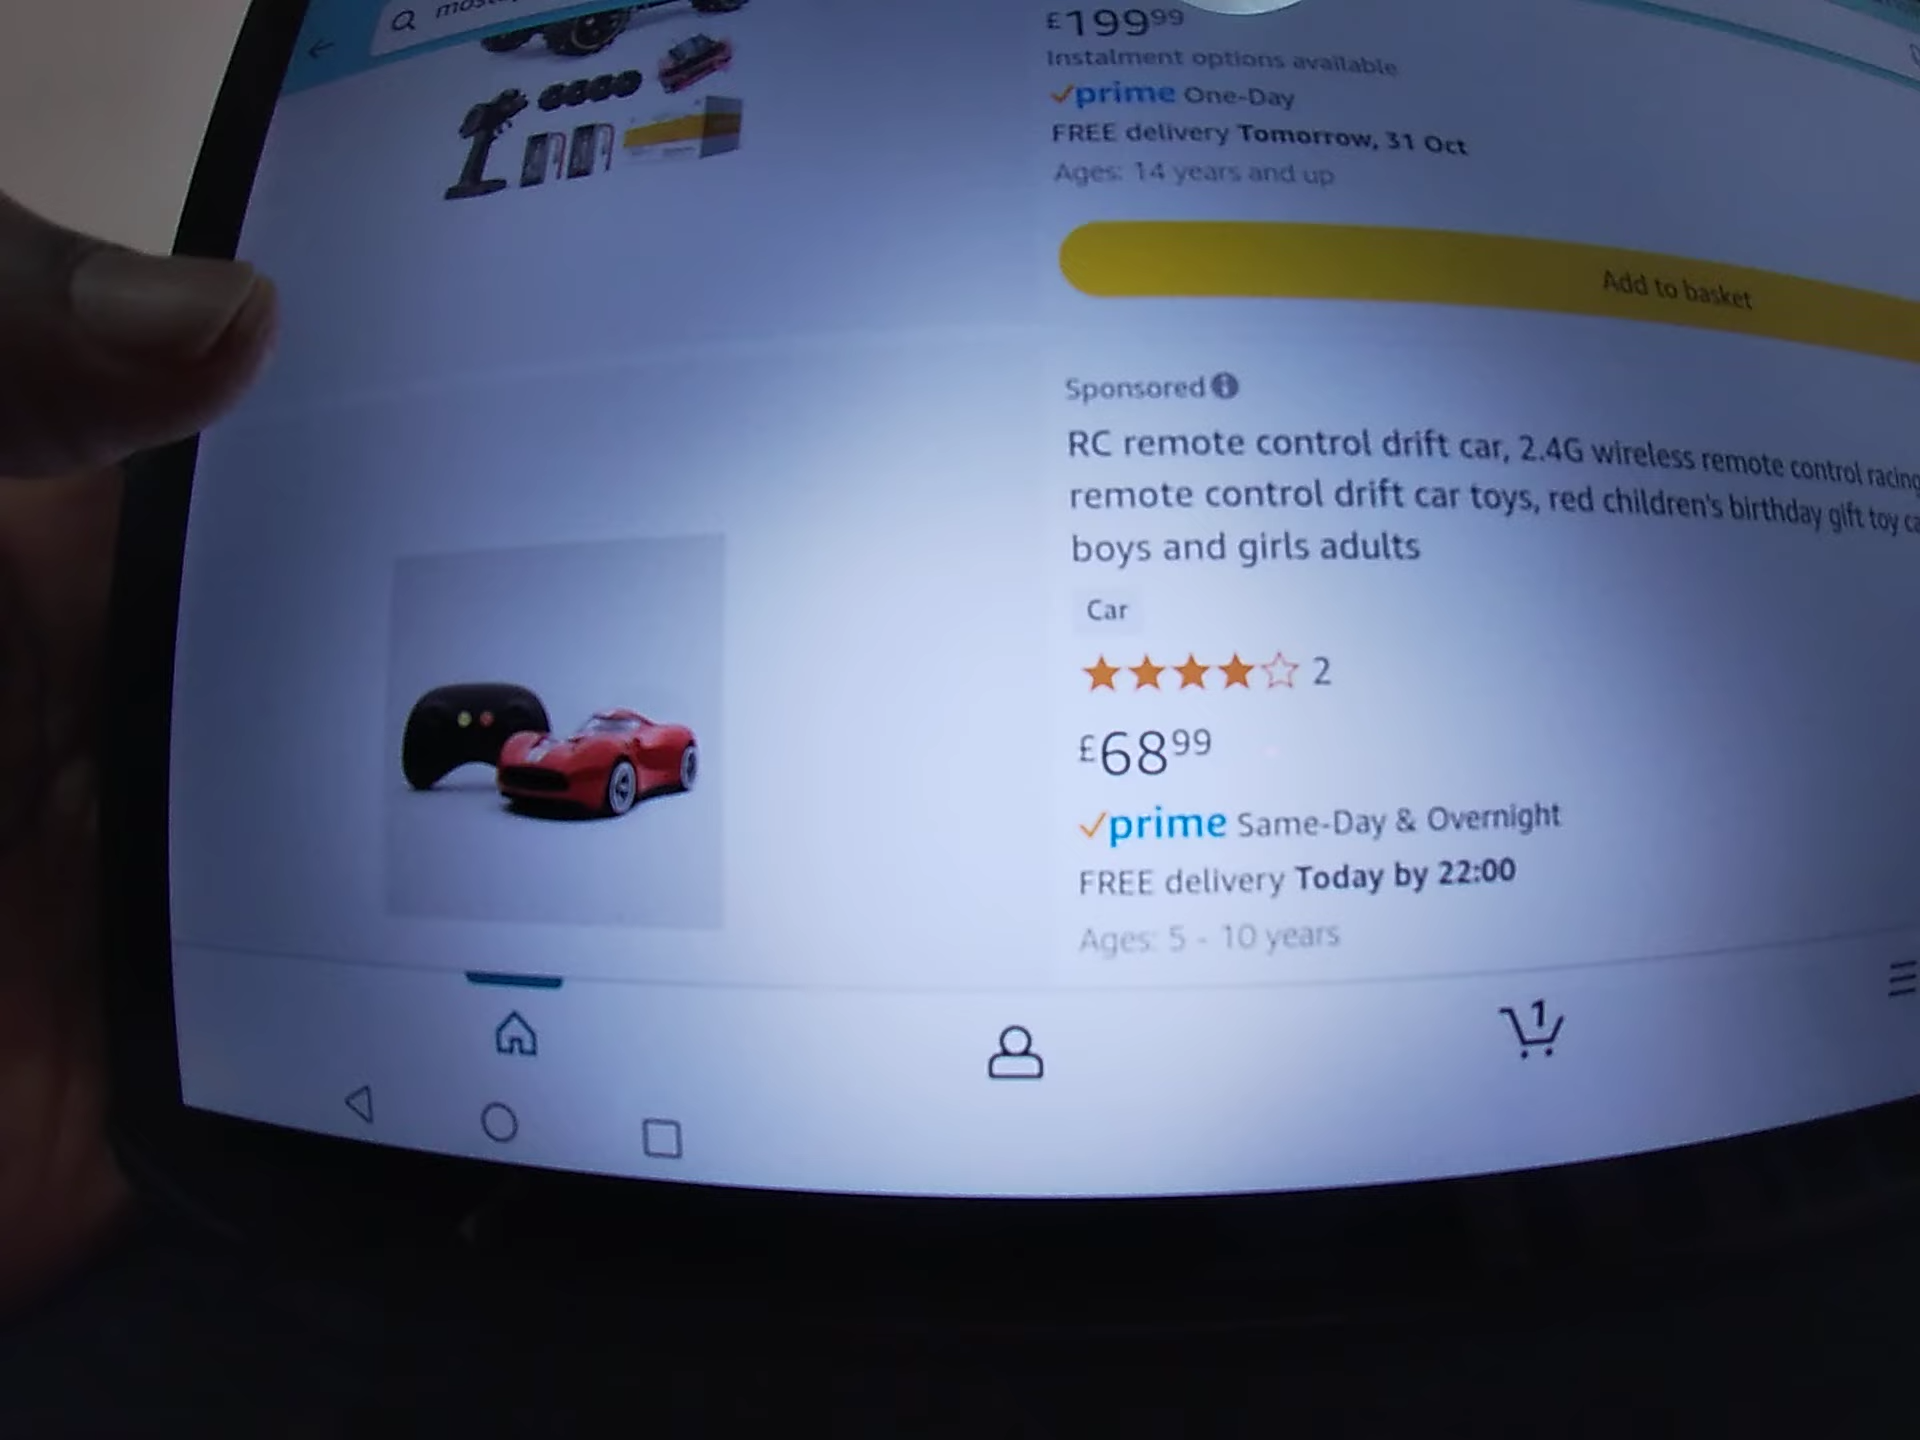 £199.99
Instalment options available
prime One-Day
FREE delivery Tomorrow, 31 Oct
Ages: 14 years and up
Add to basket
Sponsored
RC remote control drift car, 2.4G wireless remote control racing
remote control drift car toys, red children's birthday gift toy
boys and girls adults
Car
2
£68.99
prime Same-Day & Overnight
FREE delivery Today by 22:00
Ages: 5 - 10 years
1